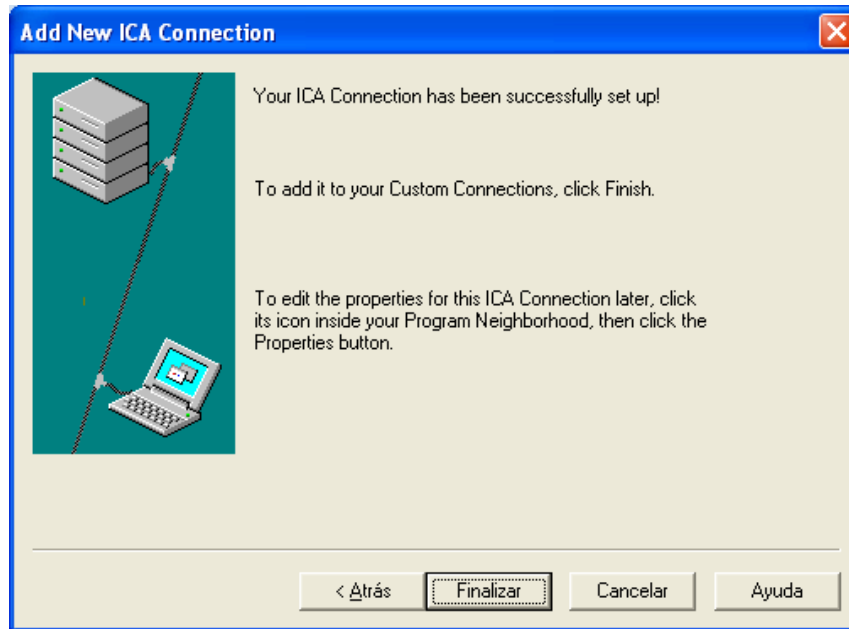 Add New ICA Connection
Your ICA Connection has been successfully set up!
To add it to your Custom Connections, click Finish.
To edit the properties for this ICA Connection later, click
its icon inside your Program Neighborhood, then click the
Properties button.
< Atrás
Finalizar
Cancelar
Ayuda